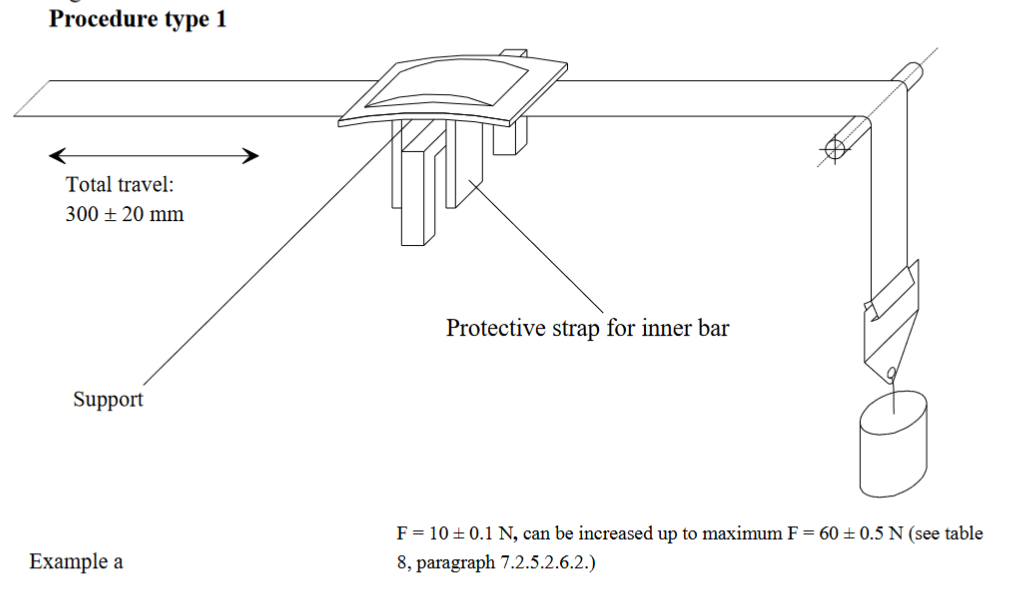 Procedure type 1
Total travel:
300 ± 20 mm
Protective strap for inner bar
Support
F = 10 ± 0.1 N, can be increased up to maximum F = 60 ± 0.5 N (see table
8, paragraph 7.2.5.2.6.2.)
Example a